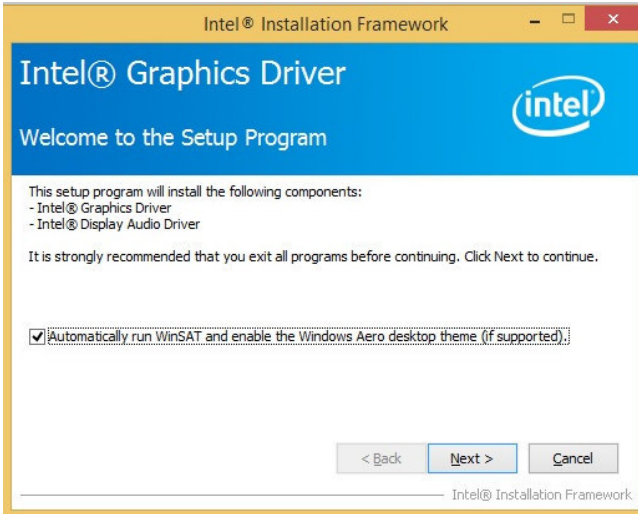 Intel® Installation Framework
Intel® Graphics Driver
intel
Welcome to the Setup Program
This setup program will install the following components:
- Intel® Graphics Driver
- Intel® Display Audio Driver
It is strongly recommended that you exit all programs before continuing. Click Next to continue.
Automatically run WinSAT and enable the Windows Aero desktop theme (if supported).
< Back Next > Cancel
Intel® Installation Framework